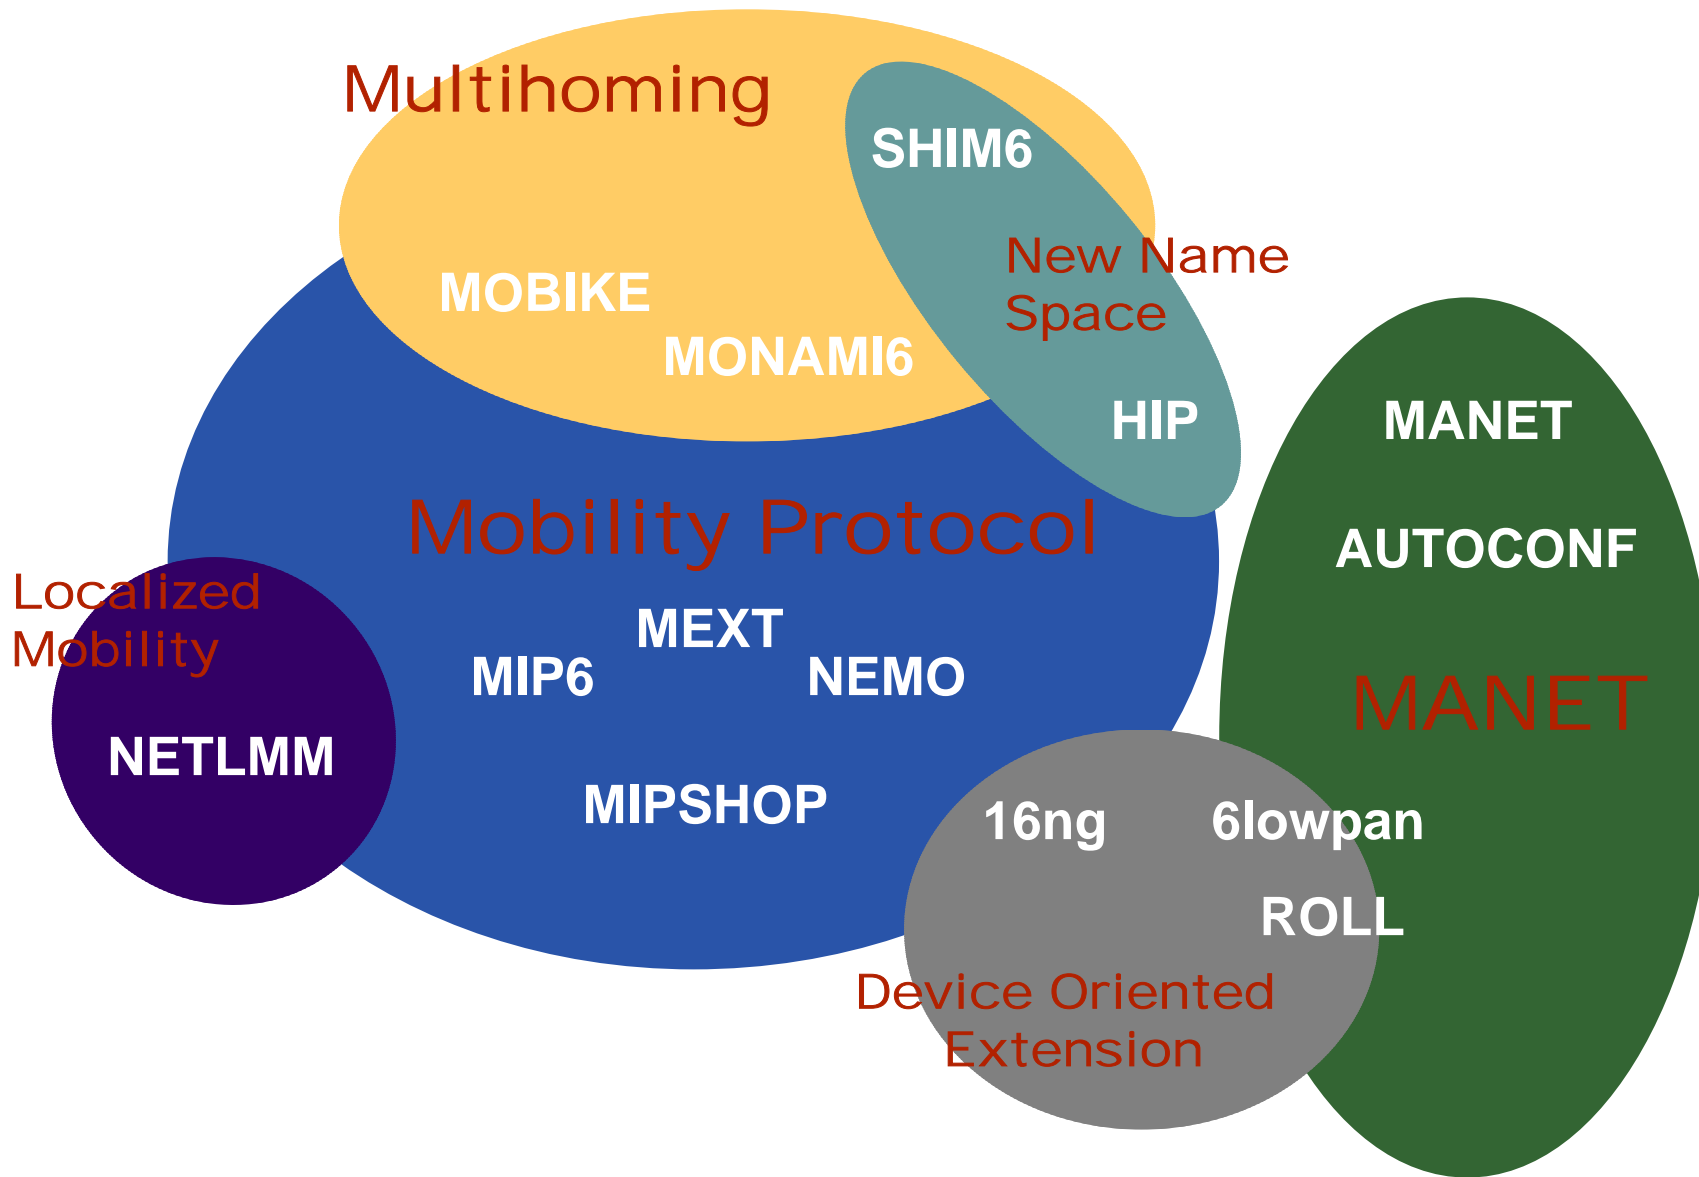 Multihoming
SHIM6
New Name
Space
MOBIKE
MONAMI6
HIP
MANET
Mobility Protocol
AUTOCONF
Localized
Mobility
MEXT
MIP6
NEMO
MANET
NETLMM
MIPSHOP
16ng
6lowpan
ROLL
Device Oriented
Extension